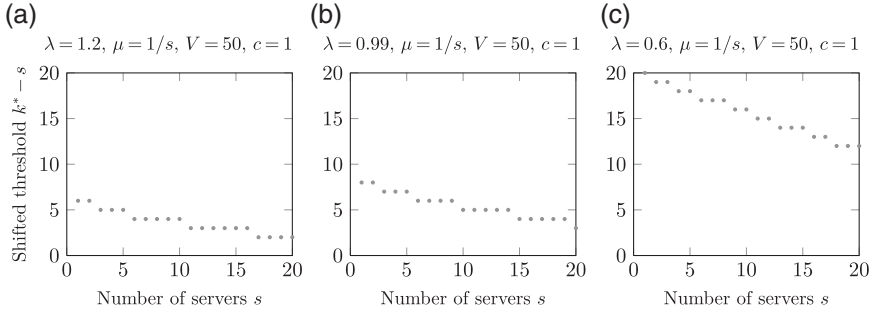 (a)
λ = 1.2, μ = 1/s, V = 50, c = 1
20
15
10
5
0
0 5 10 15 20
Shifted threshold k* − s
Number of servers s
(b)
λ = 0.99, μ = 1/s, V = 50, c = 1
20
15
10
5
0
0 5 10 15 20
Number of servers s
(c)
λ = 0.6, μ = 1/s, V = 50, c = 1
20
15
10
5
0
0 5 10 15 20
Number of servers s